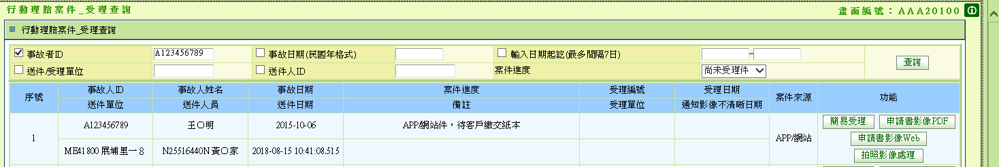 行動理賠案件_受理查詢
畫面編號：AAA20100
行動理賠案件_受理查詢
事故者ID A123456789 事故日期(民國年格式) 輸入日期起訖(最多間隔7日) ~
送件/受理單位 送件人ID 案件進度 尚未受理件 查詢
序號 事故人ID 事故人姓名 事故日期 案件進度 受理編號 受理日期 案件來源 功能
送件單位 送件人員 送件日期 備註 受理單位 通知影像不清晰日期
1 A123456789 王○明 2015-10-06 APP/網站件，待客戶繳交紙本 APP/網站 簡易受理 申請書影像PDF
申請書影像Web
ME41800 展埔里一８ N25516440N 黃○家 2018-08-15 10:41:08.515 拍照影像處理